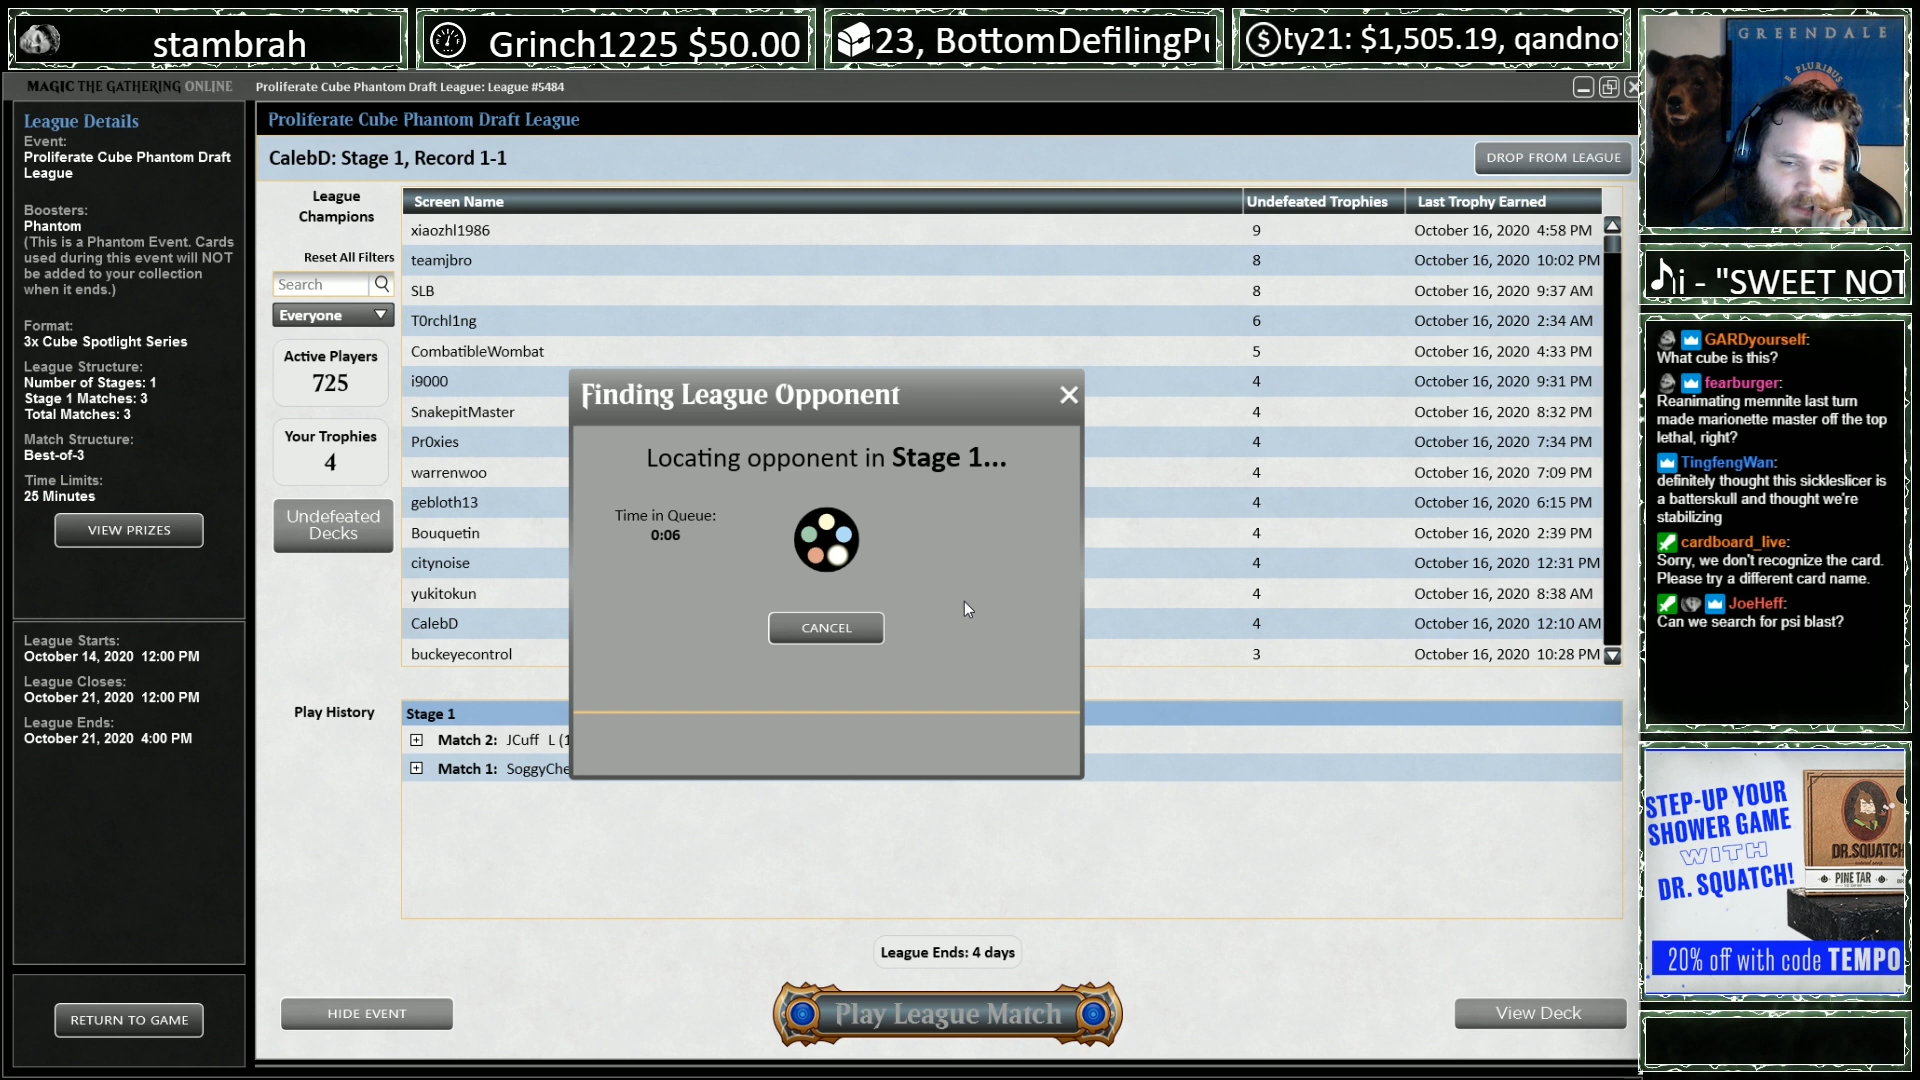 stambrah
Grinch1225 $50.00
23, BottomDefilingPu
ty21: $1,505.19, qandno
GREENDALE
E PLURIBUS
MAGIC THE GATHERING ONLINE
Proliferate Cube Phantom Draft League: League #5484
League Details
Event:
Proliferate Cube Phantom Draft
League
Boosters:
Phantom
(This is a Phantom Event. Cards
used during this event will NOT
be added to your collection
when it ends.)
Format:
3x Cube Spotlight Series
League Structure:
Number of Stages: 1
Stage 1 Matches: 3
Total Matches: 3
Match Structure:
Best-of-3
Time Limits:
25 Minutes
VIEW PRIZES
League Starts:
October 14, 2020 12:00 PM
League Closes:
October 21, 2020 12:00 PM
League Ends:
October 21, 2020 4:00 PM
RETURN TO GAME
Proliferate Cube Phantom Draft League
CalebD: Stage 1, Record 1-1
DROP FROM LEAGUE
League
Champions
Reset All Filters
Search
Everyone
Active Players
725
Your Trophies
4
Undefeated
Decks
Screen Name Undefeated Trophies Last Trophy Earned
xiaozhl1986 9 October 16, 2020 4:58 PM
teamjbro 8 October 16, 2020 10:02 PM
SLB 8 October 16, 2020 9:37 AM
T0rchl1ng 6 October 16, 2020 2:34 AM
CombatibleWombat 5 October 16, 2020 4:33 PM
i9000 4 October 16, 2020 9:31 PM
SnakepitMaster 4 October 16, 2020 8:32 PM
Pr0xies 4 October 16, 2020 7:34 PM
warrenwoo 4 October 16, 2020 7:09 PM
gebloth13 4 October 16, 2020 6:15 PM
Bouquetin 4 October 16, 2020 2:39 PM
citynoise 4 October 16, 2020 12:31 PM
yukitokun 4 October 16, 2020 8:38 AM
CalebD 4 October 16, 2020 12:10 AM
buckeyecontrol 3 October 16, 2020 10:28 PM
Finding League Opponent
Locating opponent in Stage 1...
Time in Queue:
0:06
CANCEL
Play History
Stage 1
Match 2: JCuff L (1
Match 1: SoggyChe
League Ends: 4 days
HIDE EVENT
Play League Match
View Deck
i - "SWEET NOT
GARDyourself:
What cube is this?
fearburger:
Reanimating memnite last turn
made marionette master off the top
lethal, right?
TingfengWan:
definitely thought this sickleslicer is
a batterskull and thought we're
stabilizing
cardboard_live:
Sorry, we don't recognize the card.
Please try a different card name.
JoeHeff:
Can we search for psi blast?
STEP-UP YOUR
SHOWER GAME
WITH
DR. SQUATCH!
DR.SQUATCH
PINE TAR
20% off with code TEMPO